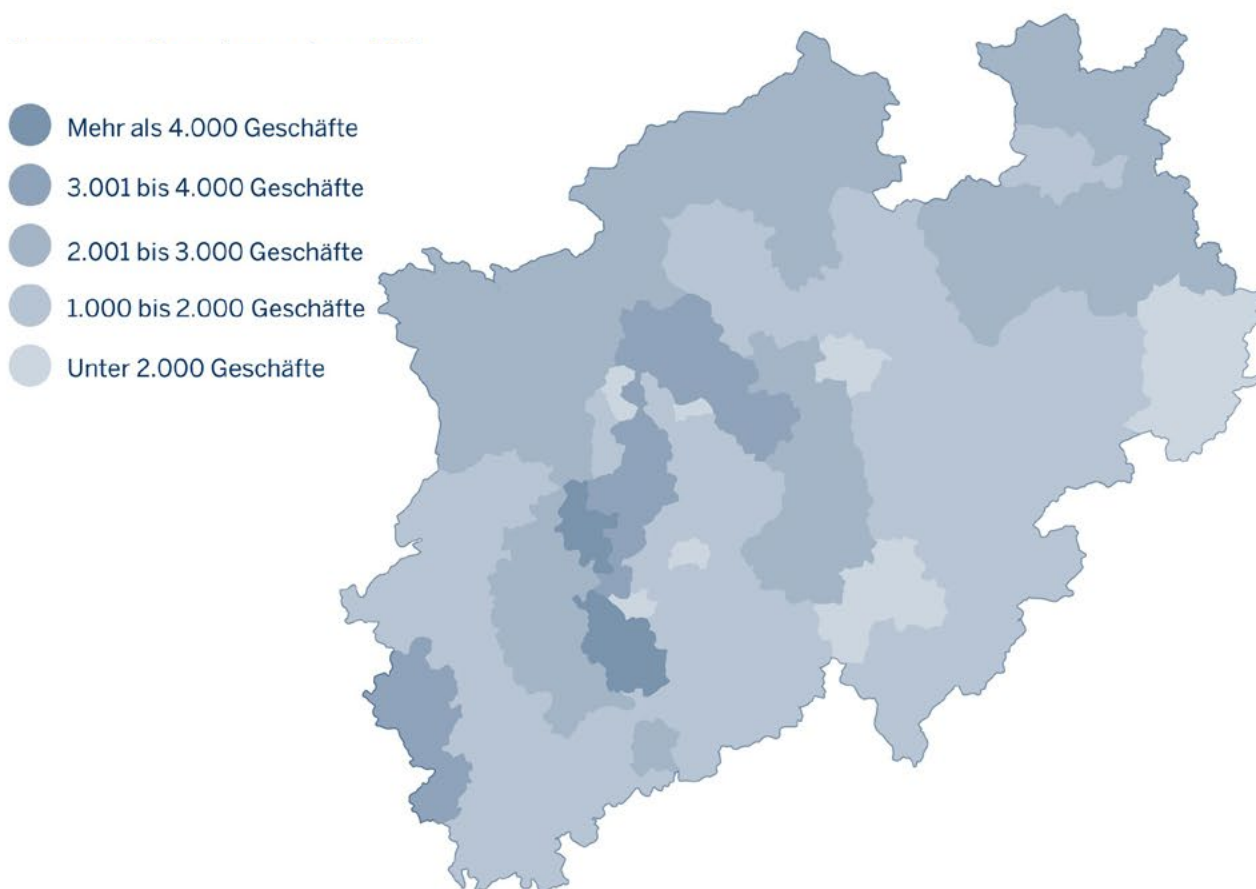 Mehr als 4.000 Geschäfte
3.001 bis 4.000 Geschäfte
2.001 bis 3.000 Geschäfte
1.000 bis 2.000 Geschäfte
Unter 2.000 Geschäfte